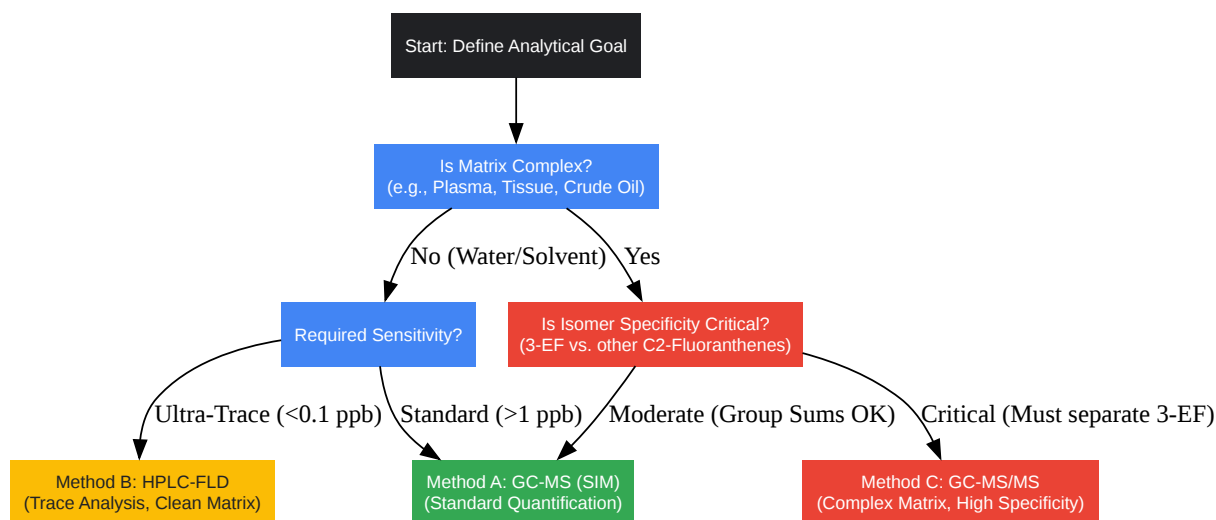 Start: Define Analytical Goal
Is Matrix Complex?
(e.g., Plasma, Tissue, Crude Oil)
No (Water/Solvent)
Yes
Required Sensitivity?
Is Isomer Specificity Critical?
(3-EF vs. other C2-Fluoranthenes)
Ultra-Trace (<0.1 ppb)
Standard (>1 ppb)
Moderate (Group Sums OK)
Critical (Must separate 3-EF)
Method B: HPLC-FLD
(Trace Analysis, Clean Matrix)
Method A: GC-MS (SIM)
(Standard Quantification)
Method C: GC-MS/MS
(Complex Matrix, High Specificity)